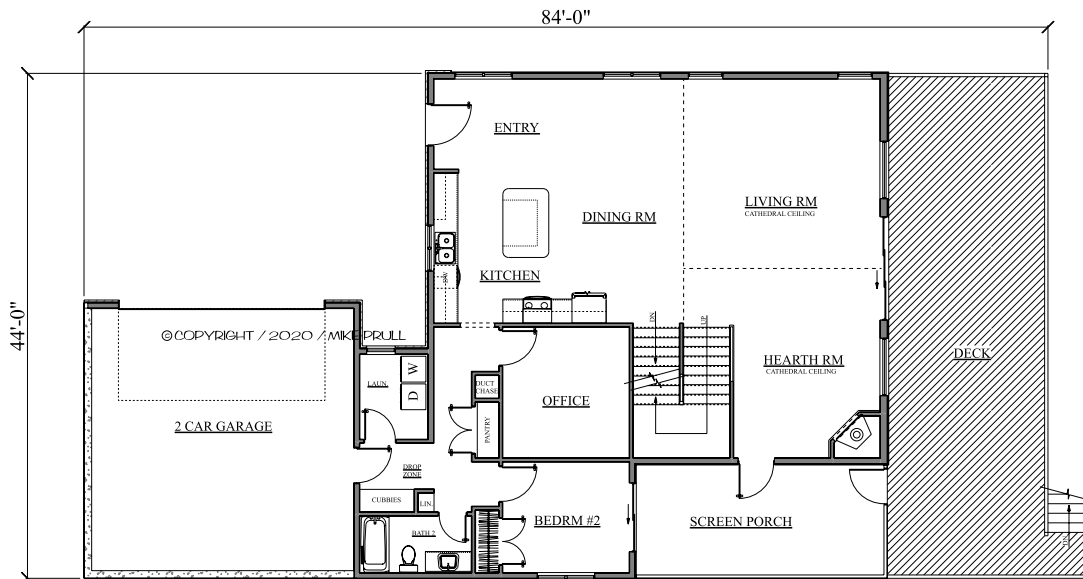 84'-0"
44'-0"
ENTRY
LIVING RM
CATHEDRAL CEILING
DINING RM
KITCHEN
DW
DN
UP
©COPYRIGHT / 2020 / MIKE PRULL
HEARTH RM
CATHEDRAL CEILING
DECK
W
D
LAUN.
DUCT
CHASE
OFFICE
2 CAR GARAGE
PANTRY
DROP
ZONE
CUBBIES
LIN.
BATH 2
BEDRM #2
SCREEN PORCH